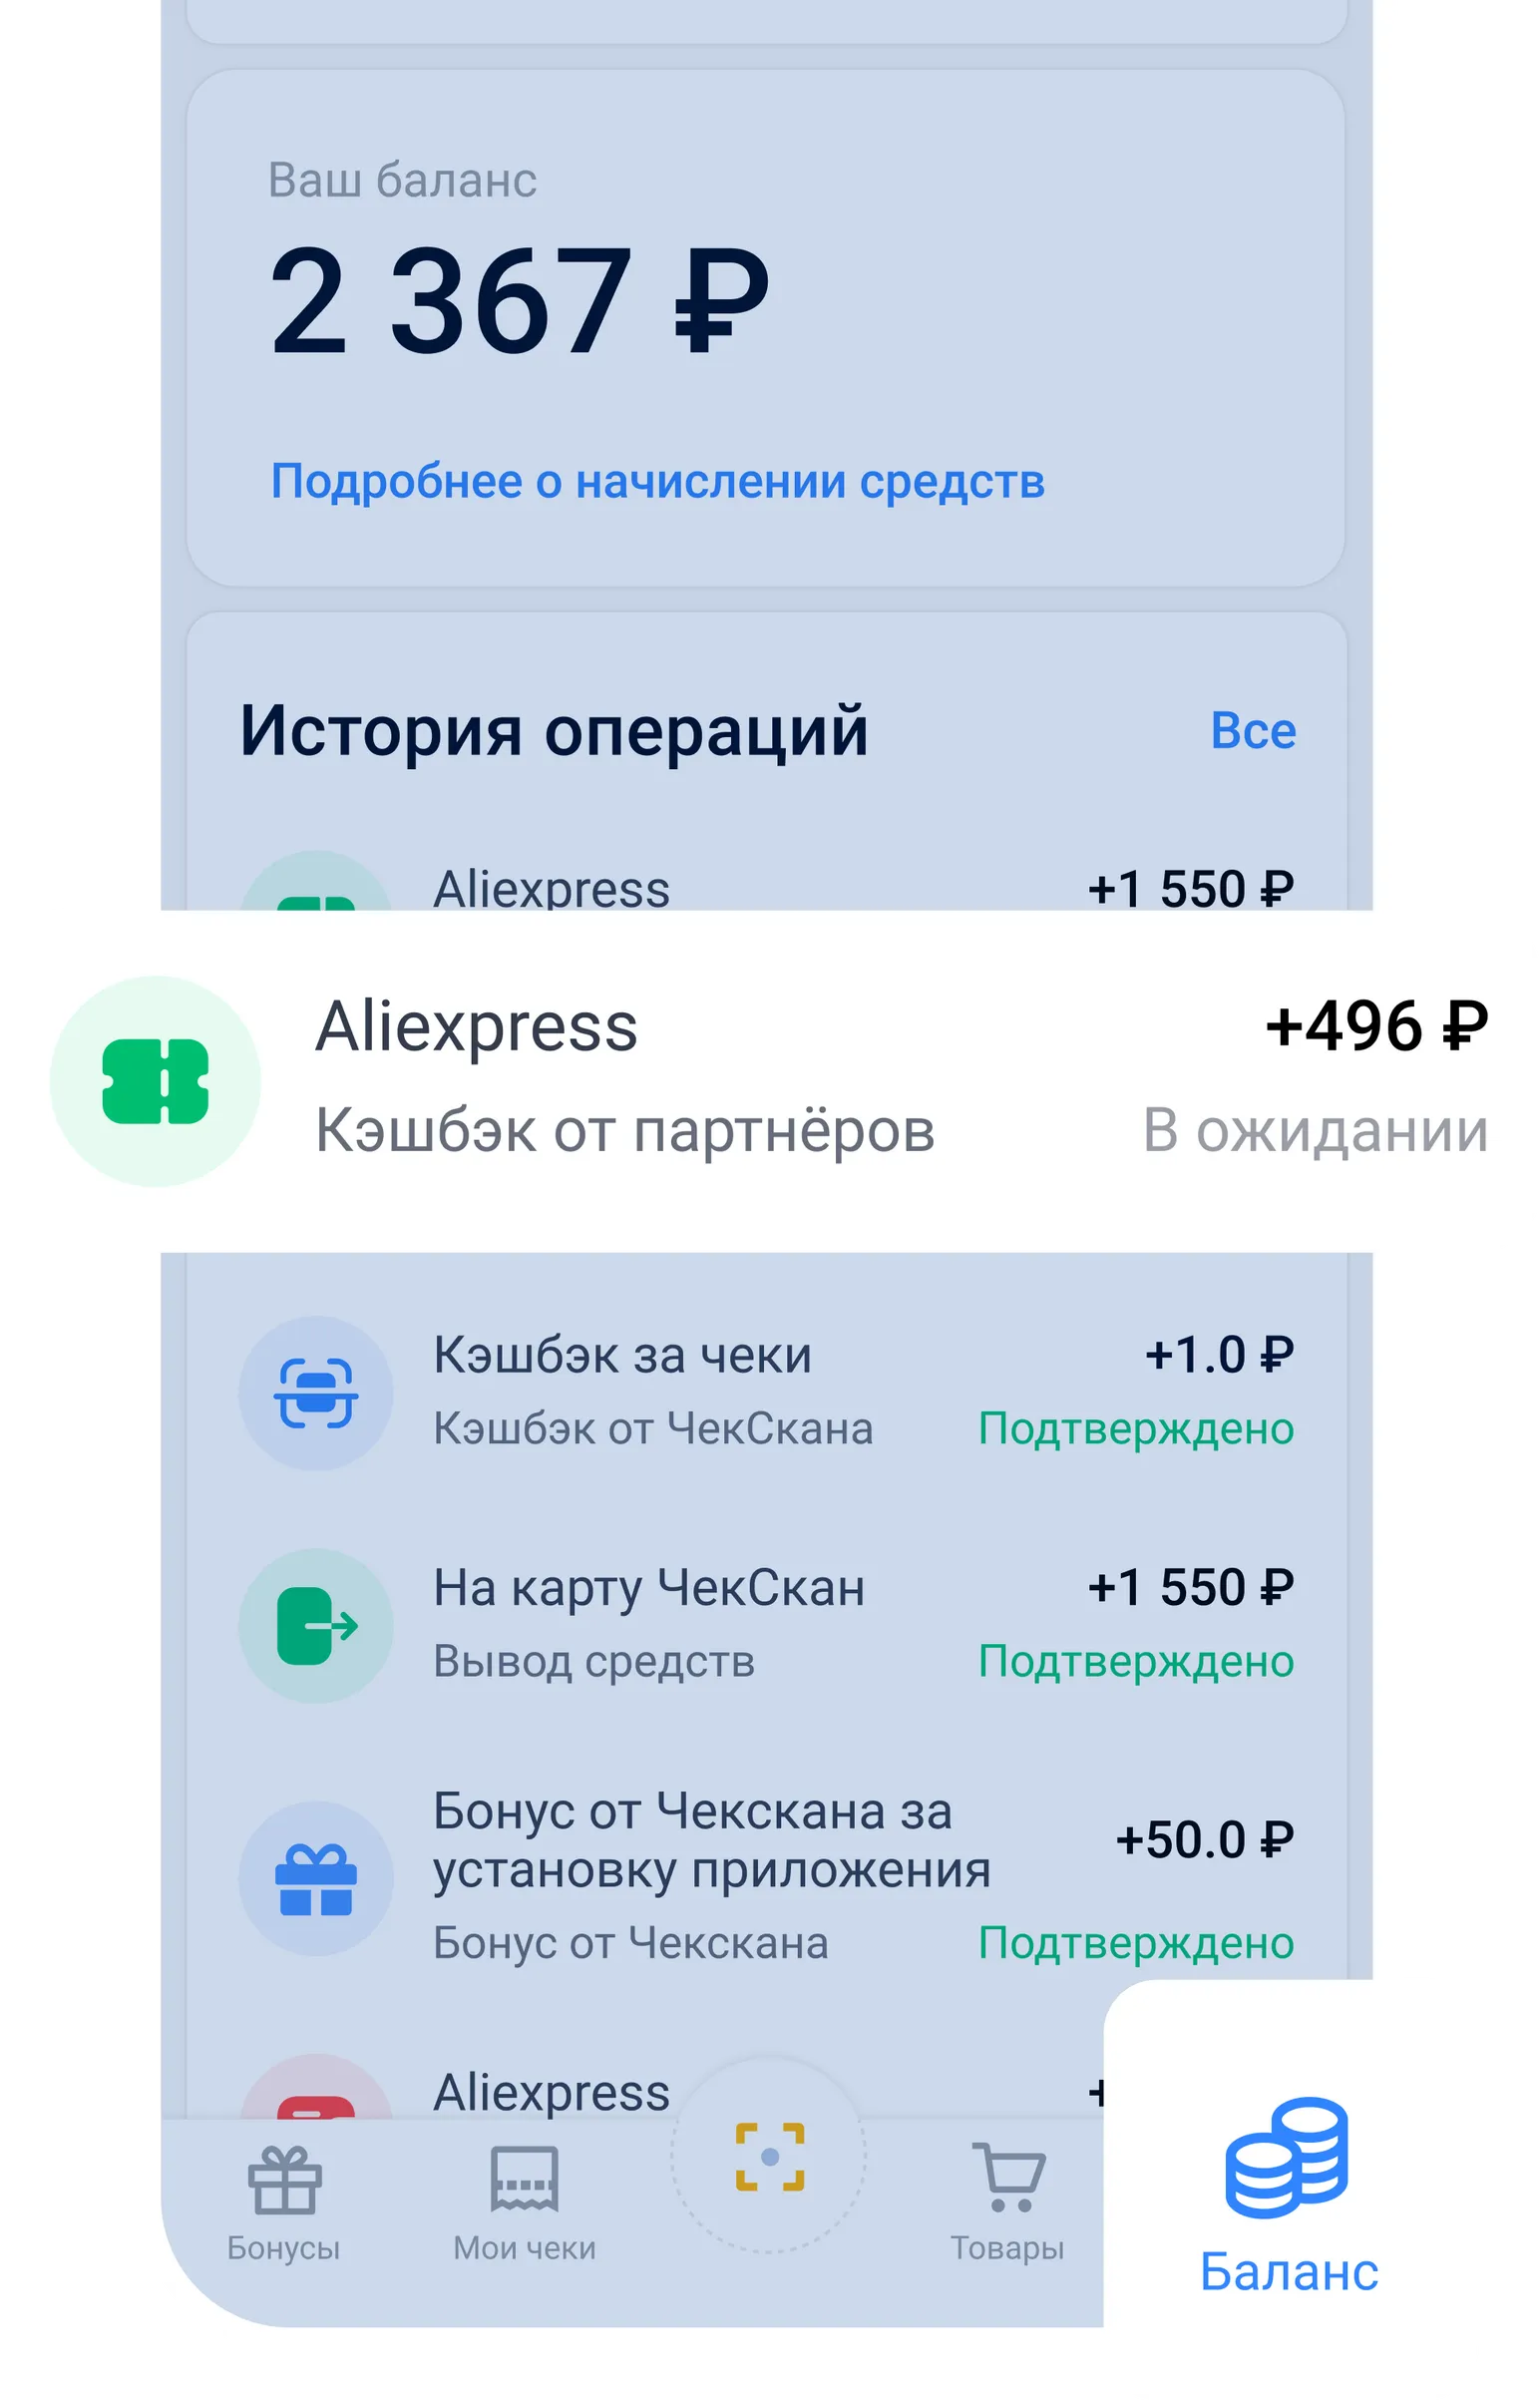 Ваш баланс
2 367 ₽
Подробнее о начислении средств
История операций Все
Aliexpress +1 550 ₽
Aliexpress +496 ₽
Кэшбэк от партнёров В ожидании
Кэшбэк за чеки +1.0 ₽
Кэшбэк от ЧекСкана Подтверждено
На карту ЧекСкан +1 550 ₽
Вывод средств Подтверждено
Бонус от Чекскана за
установку приложения +50.0 ₽
Бонус от Чекскана Подтверждено
Aliexpress +
Бонусы Мои чеки Товары Баланс